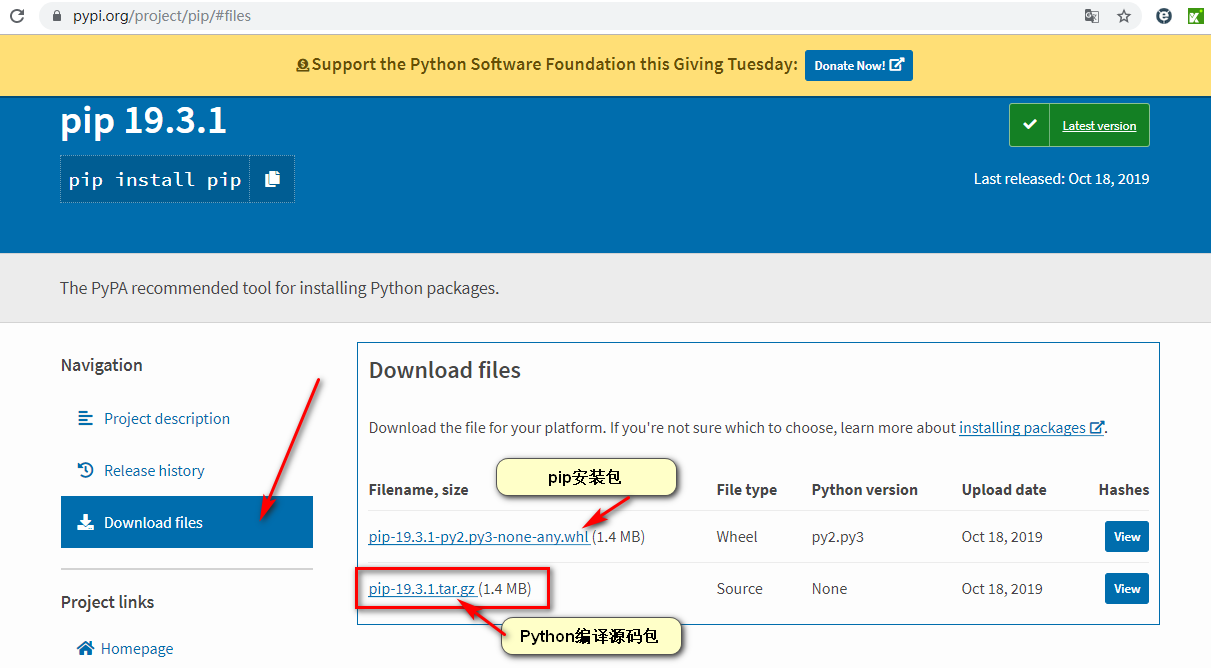 pypi.org/project/pip/#files
Support the Python Software Foundation this Giving Tuesday: Donate Now!
pip 19.3.1
Latest version
pip install pip
Last released: Oct 18, 2019
The PyPA recommended tool for installing Python packages.
Navigation
Project description
Release history
Download files
Project links
Homepage
Download files
Download the file for your platform. If you're not sure which to choose, learn more about installing packages.
pip安装包
Filename, size File type Python version Upload date Hashes
pip-19.3.1-py2.py3-none-any.whl (1.4 MB) Wheel py2.py3 Oct 18, 2019 View
pip-19.3.1.tar.gz (1.4 MB) Source None Oct 18, 2019 View
Python编译源码包